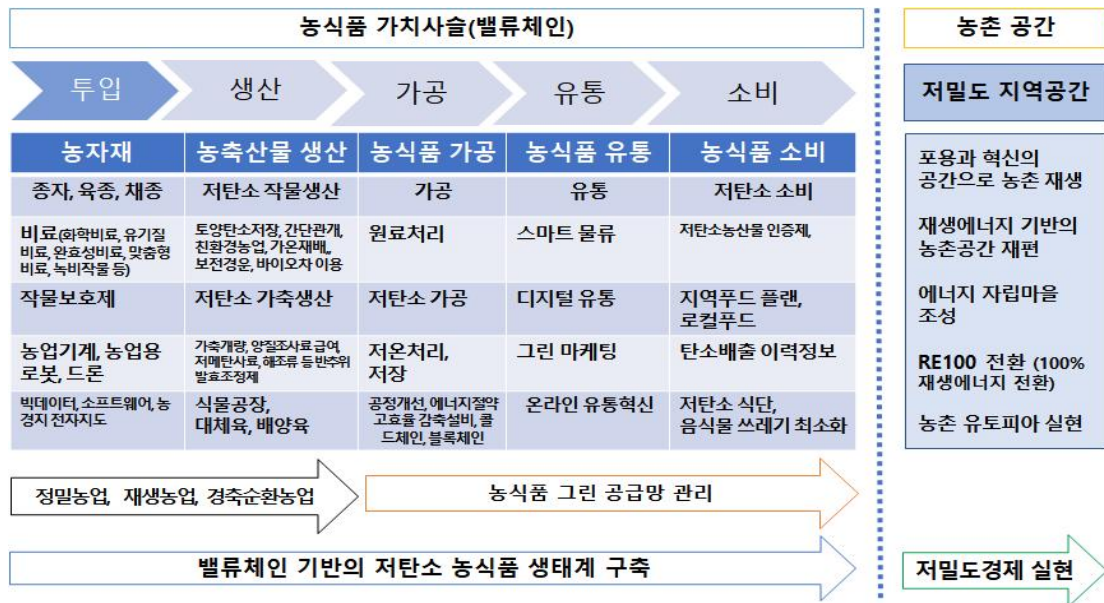 농식품 가치사슬(밸류체인)
농촌 공간
투입
생산
가공
유통
소비
저밀도 지역공간
농자재
농축산물 생산
농식품 가공
농식품 유통
농식품 소비
종자, 육종, 채종
저탄소 작물생산
가공
유통
저탄소 소비
비료(화학비료, 유기질
비료, 완효성비료, 맞춤형
비료, 녹비작물 등)
토양탄소저장, 간단관개,
친환경농업, 가온재배,,
보전경운, 바이오차 이용
원료처리
스마트 물류
저탄소농산물 인증제,
작물보호제
저탄소 가축생산
저탄소 가공
디지털 유통
지역푸드 플랜,
로컬푸드
농업기계, 농업용
로봇, 드론
가축개량, 양질조사료 급여,
저메탄사료, 해조류 등 반추위
발효조정제
저온처리,
저장
그린 마케팅
탄소배출 이력정보
빅데이터, 소프트웨어, 농
경지 전자지도
식물공장,
대체육, 배양육
공정개선, 에너지절약
고효율 감축설비, 콜
드체인, 블록체인
온라인 유통혁신
저탄소 식단,
음식물 쓰레기 최소화
포용과 혁신의
공간으로 농촌 재생
재생에너지 기반의
농촌공간 재편
에너지 자립마을
조성
RE100 전환 (100%
재생에너지 전환)
농촌 유토피아 실현
정밀농업, 재생농업, 경축순환농업
농식품 그린 공급망 관리
밸류체인 기반의 저탄소 농식품 생태계 구축
저밀도경제 실현